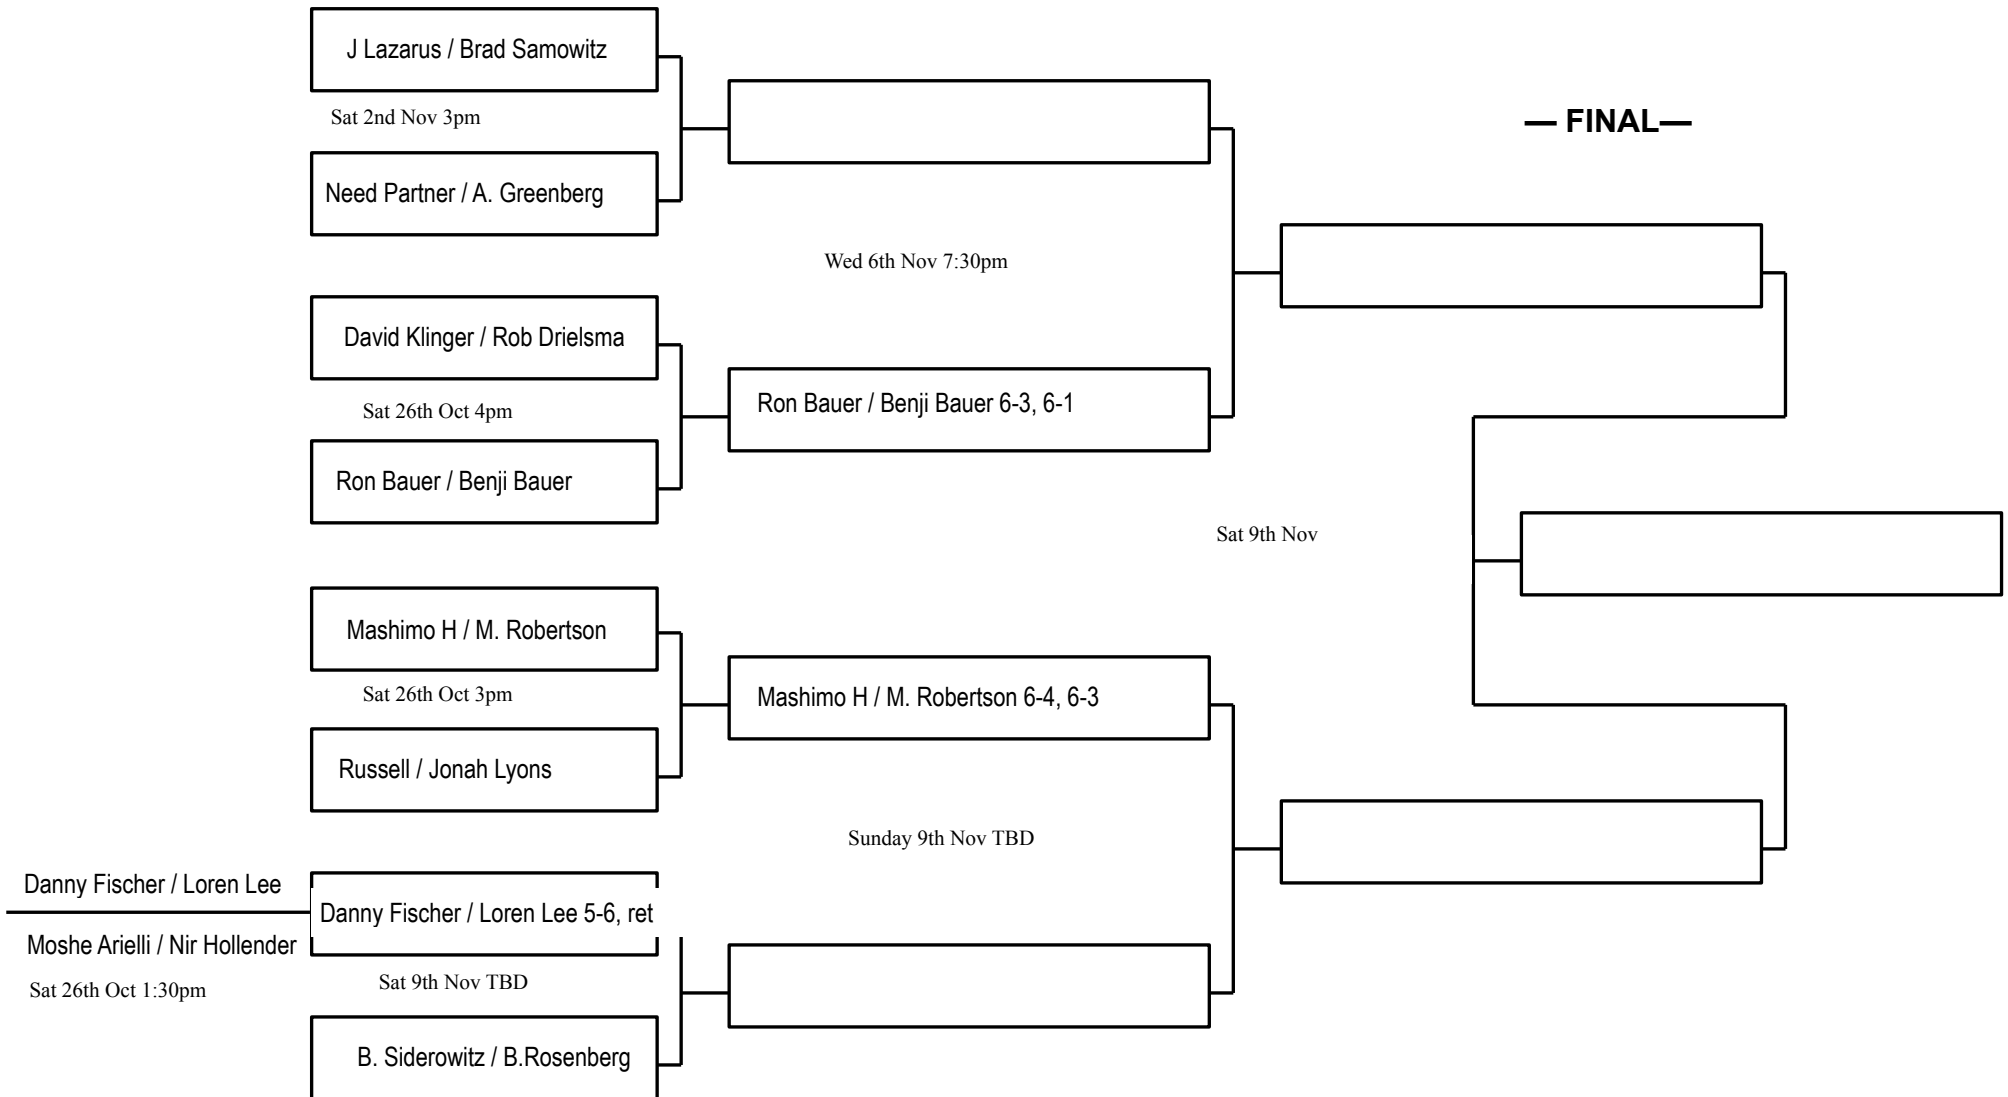 J Lazarus / Brad Samowitz
Sat 2nd Nov 3pm
— FINAL—
Need Partner / A. Greenberg
Wed 6th Nov 7:30pm
David Klinger / Rob Drielsma
Sat 26th Oct 4pm
Ron Bauer / Benji Bauer 6-3, 6-1
Ron Bauer / Benji Bauer
Sat 9th Nov
Mashimo H / M. Robertson
Sat 26th Oct 3pm
Mashimo H / M. Robertson 6-4, 6-3
Russell / Jonah Lyons
Sunday 9th Nov TBD
Danny Fischer / Loren Lee
Danny Fischer / Loren Lee 5-6, ret
Moshe Arielli / Nir Hollender
Sat 26th Oct 1:30pm
Sat 9th Nov TBD
B. Siderowitz / B.Rosenberg